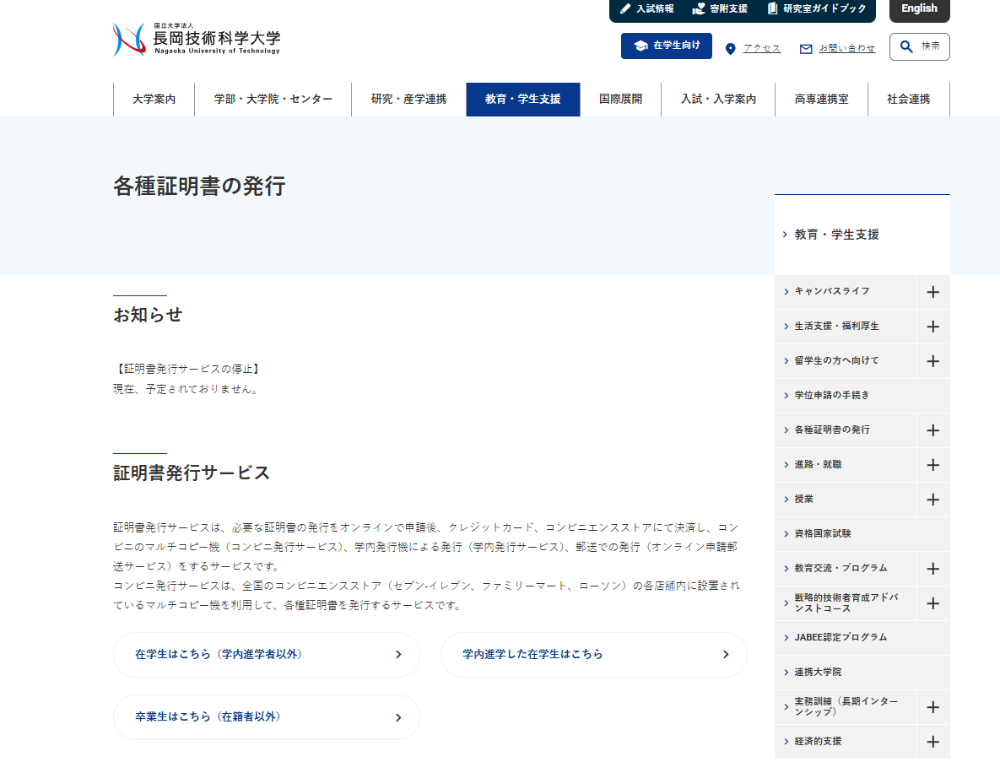 入試情報
寄附支援
研究室ガイドブック
English
国立大学法人
長岡技術科学大学
Nagaoka University of Technology
在学生向け
アクセス
お問い合わせ
検索
大学案内
学部・大学院・センター
研究・産学連携
教育・学生支援
国際展開
入試・入学案内
高専連携室
社会連携
各種証明書の発行
お知らせ
【証明書発行サービスの停止】
現在、予定されておりません。
証明書発行サービス
証明書発行サービスは、必要な証明書の発行をオンラインで申請後、クレジットカード、コンビニエンスストアにて決済し、コン
ビニのマルチコピー機（コンビニ発行サービス）、学内発行機による発行（学内発行サービス）、郵送での発行（オンライン申請郵
送サービス）をするサービスです。
コンビニ発行サービスは、全国のコンビニエンスストア（セブン-イレブン、ファミリーマート、ローソン）の各店舗内に設置され
ているマルチコピー機を利用して、各種証明書を発行するサービスです。
在学生はこちら（学内進学者以外）
学内進学した在学生はこちら
卒業生はこちら（在籍者以外）
教育・学生支援
キャンパスライフ
生活支援・福利厚生
留学生の方へ向けて
学位申請の手続き
各種証明書の発行
進路・就職
授業
資格国家試験
教育交流・プログラム
戦略的技術者育成アドバ
ンストコース
JABEE認定プログラム
連携大学院
実務訓練（長期インター
ンシップ）
経済的支援